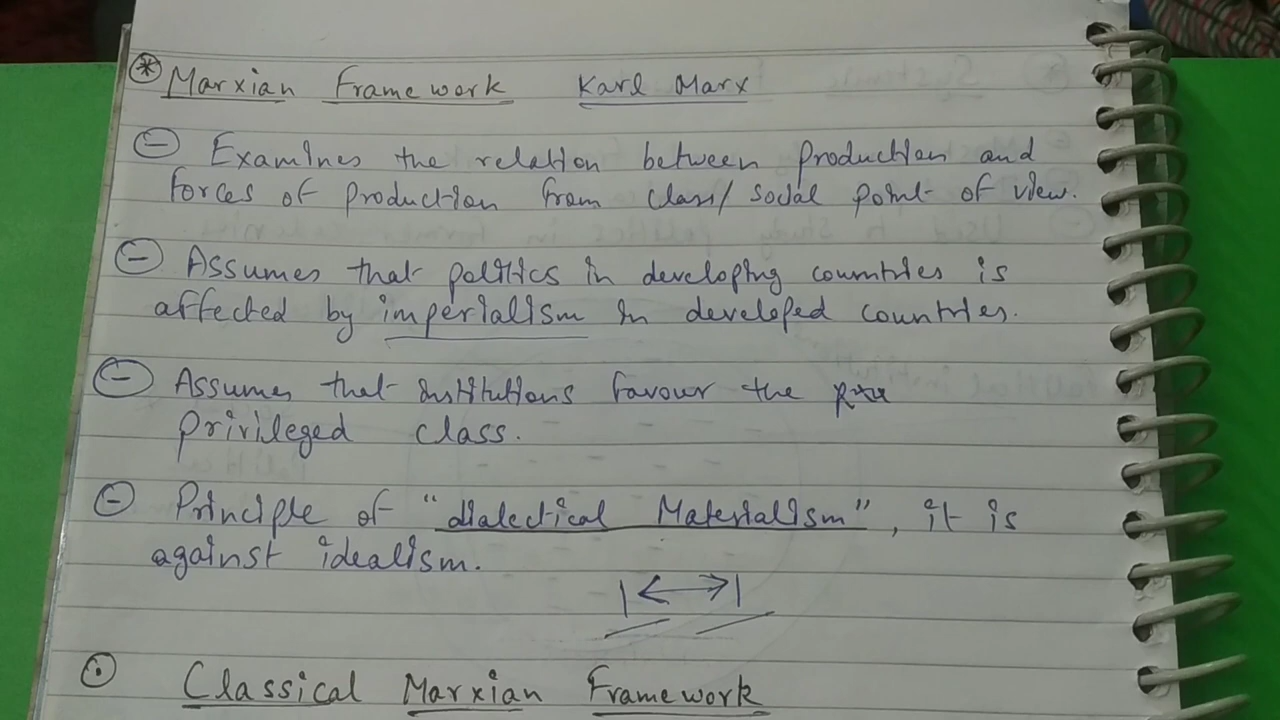 * Marxian Framework Karl Marx
- Examines the relation between production and
forces of production from class/ social point of view.
- Assumes that politics in developing countries is
affected by imperialism in developed countries.
- Assumes that institutions favour the
privileged class.
- Principle of "dialectical Materialism", it is
against idealism.
Classical Marxian Framework